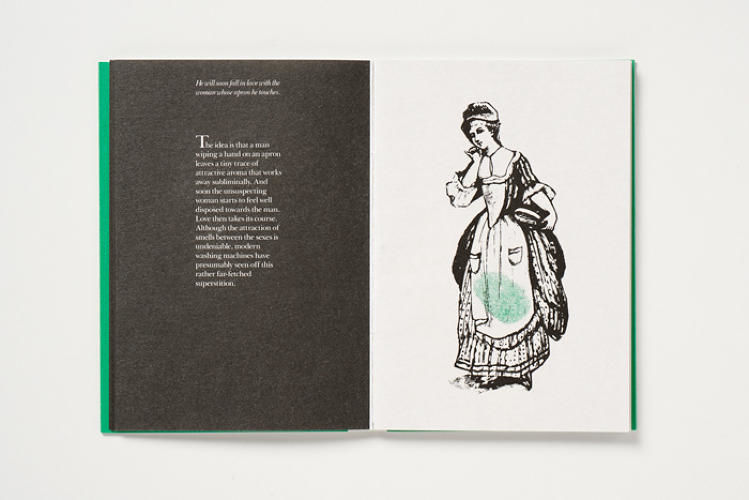 He will soon fall in love with the
woman whose apron he touches.
The idea is that a man
wiping a hand on an apron
leaves a tiny trace of
attractive aroma that works
away subliminally. And
soon the unsuspecting
woman starts to feel well
disposed towards the man.
Love then takes its course.
Although the attraction of
smells between the sexes is
undeniable, modern
washing machines have
presumably seen off this
rather far-fetched
superstition.